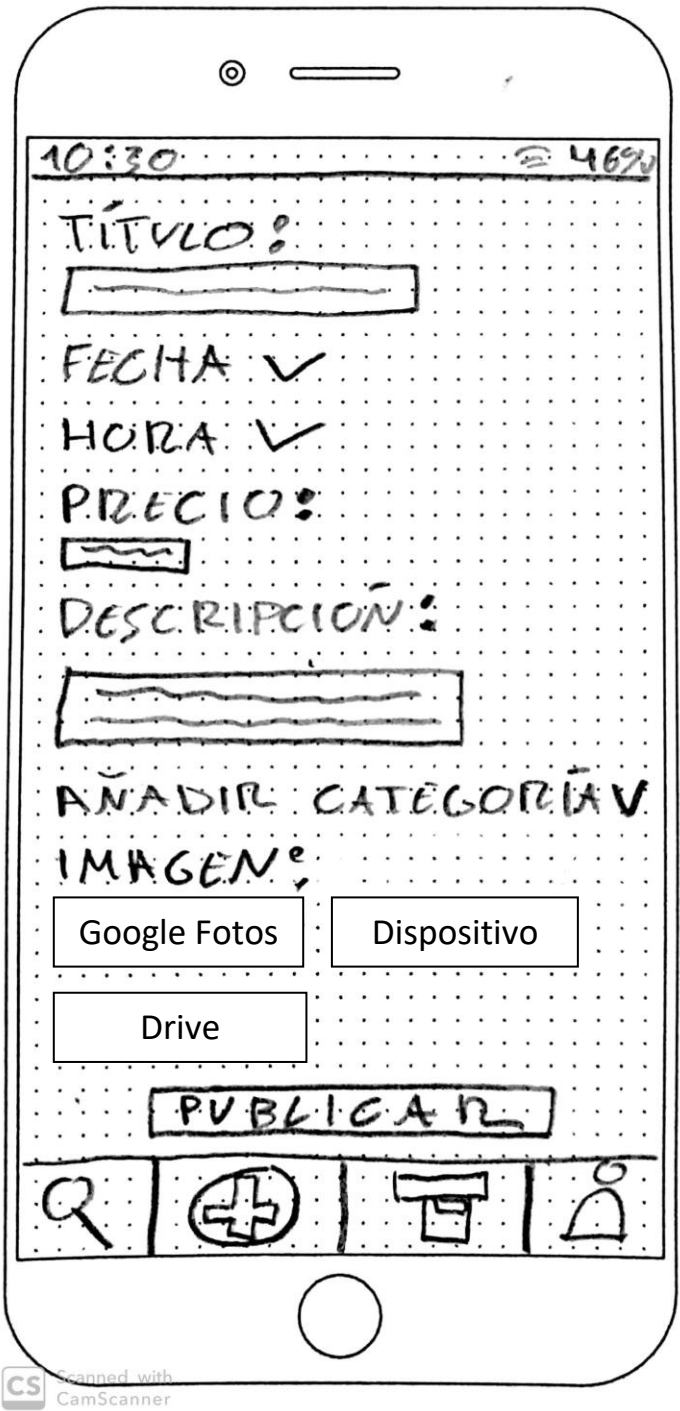 10:30 46%
TÍTULO:
FECHA
HORA
PRECIO:
DESCRIPCIÓN:
AÑADIR CATEGORÍA
IMAGEN:
Google Fotos Dispositivo
Drive
PUBLICAR
CS Scanned with
CamScanner